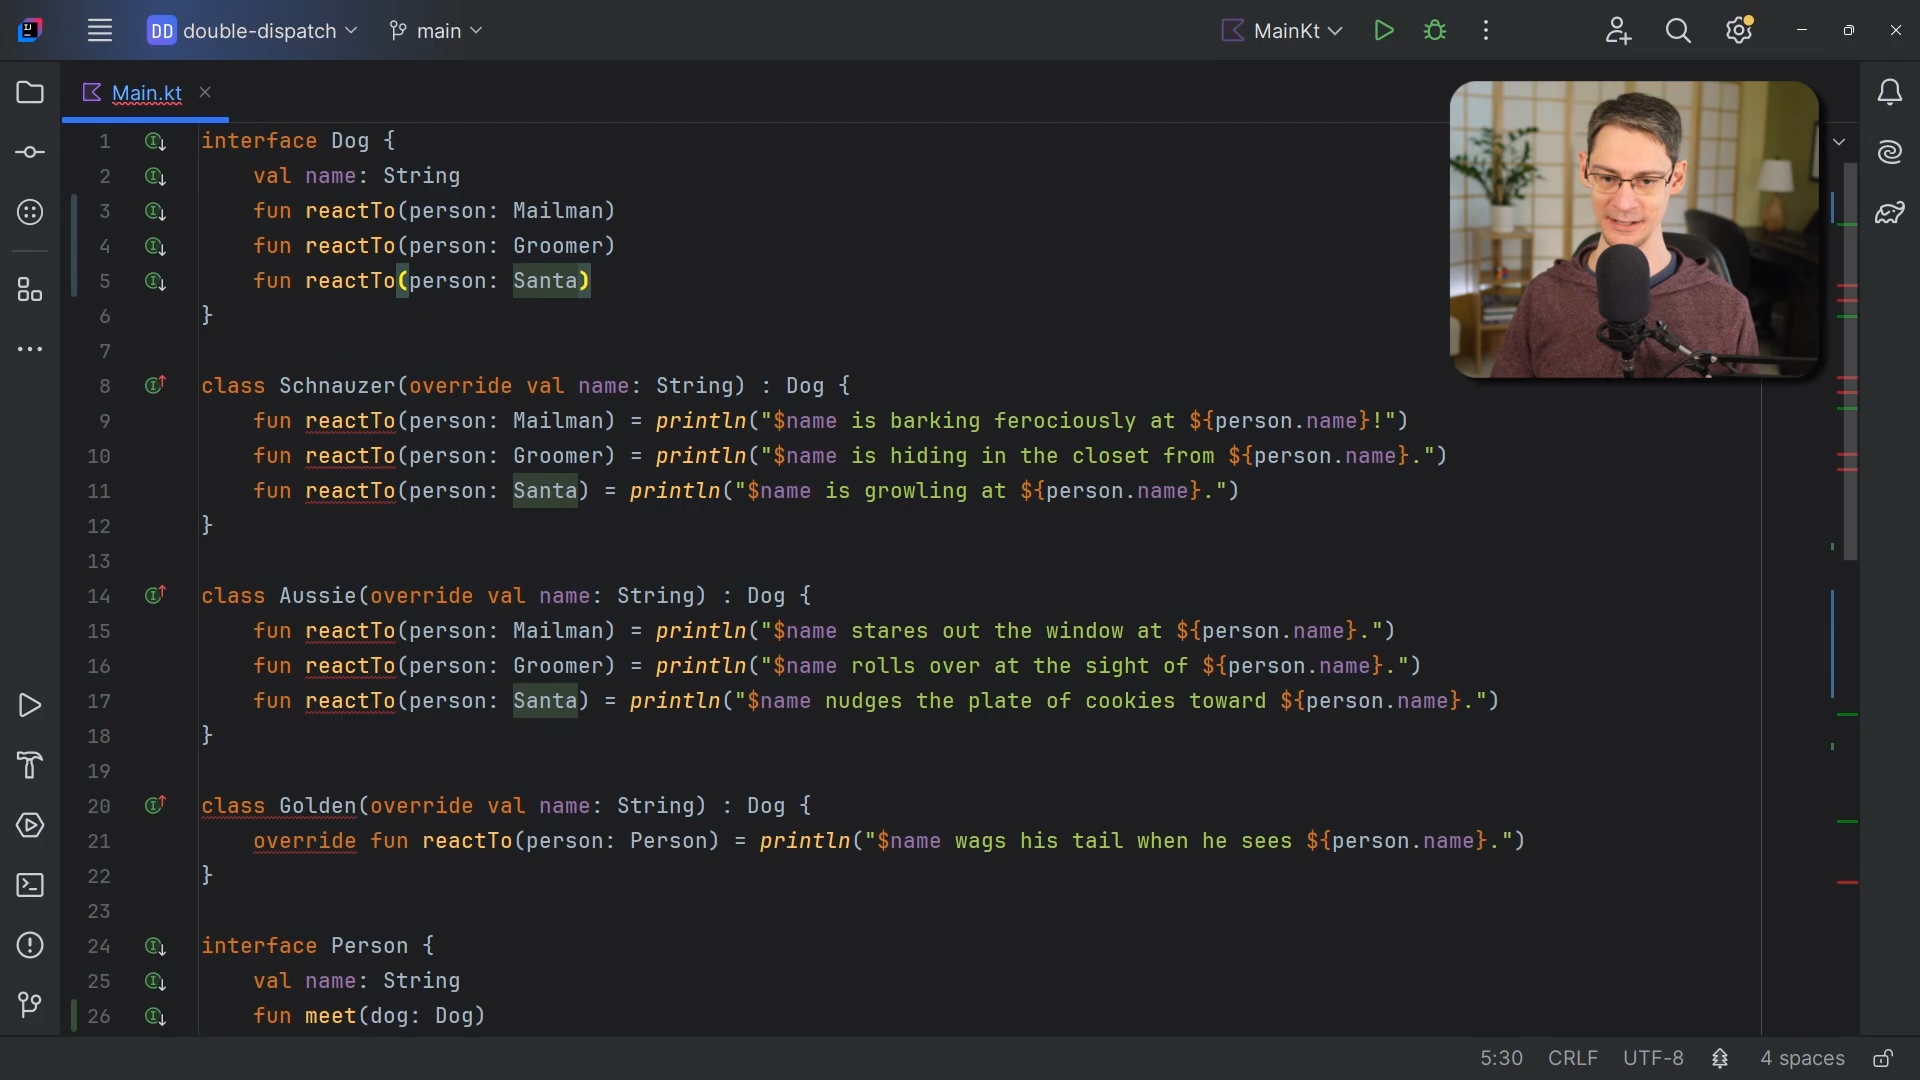 DD double-dispatch main MainKt
Main.kt
1 interface Dog {
2 val name: String
3 fun reactTo(person: Mailman)
4 fun reactTo(person: Groomer)
5 fun reactTo(person: Santa)
6 }
7
8 class Schnauzer(override val name: String) : Dog {
9 fun reactTo(person: Mailman) = println("$name is barking ferociously at ${person.name}!")
10 fun reactTo(person: Groomer) = println("$name is hiding in the closet from ${person.name}.")
11 fun reactTo(person: Santa) = println("$name is growling at ${person.name}.")
12 }
13
14 class Aussie(override val name: String) : Dog {
15 fun reactTo(person: Mailman) = println("$name stares out the window at ${person.name}.")
16 fun reactTo(person: Groomer) = println("$name rolls over at the sight of ${person.name}.")
17 fun reactTo(person: Santa) = println("$name nudges the plate of cookies toward ${person.name}.")
18 }
19
20 class Golden(override val name: String) : Dog {
21 override fun reactTo(person: Person) = println("$name wags his tail when he sees ${person.name}.")
22 }
23
24 interface Person {
25 val name: String
26 fun meet(dog: Dog)
5:30 CRLF UTF-8 4 spaces